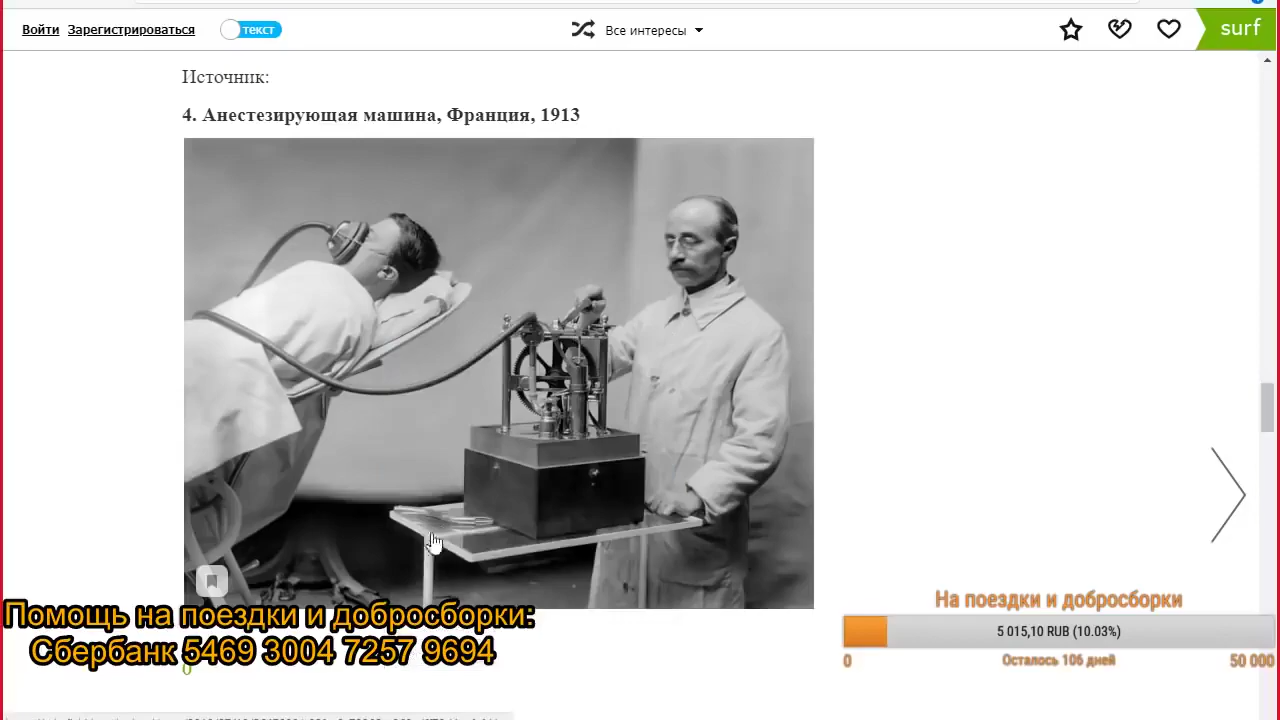 Войти Зарегистрироваться текст Все интересы surf
Источник:
4. Анестезирующая машина, Франция, 1913
На поездки и добросборки
Помощь на поездки и добросборки:
5 015,10 RUB (10.03%)
Сбербанк 5469 3004 7257 9694
0 Осталось 106 дней 50 000